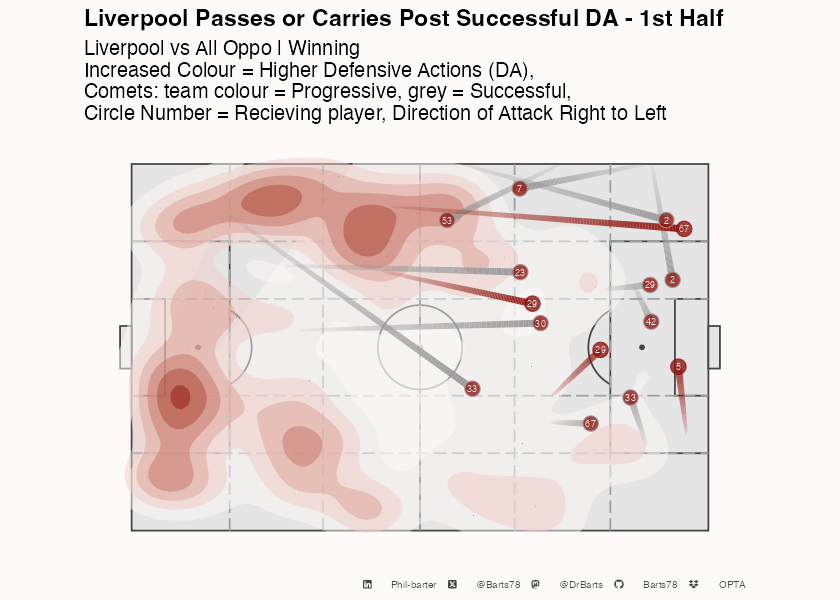 Liverpool Passes or Carries Post Successful DA - 1st Half
Liverpool vs All Oppo | Winning
Increased Colour = Higher Defensive Actions (DA),
Comets: team colour = Progressive, grey = Successful,
Circle Number = Recieving player, Direction of Attack Right to Left
7
53
2
67
23
2
29
29
30
42
29
5
33
33
67
Phil-barter @Barts78 @DrBarts Barts78 OPTA